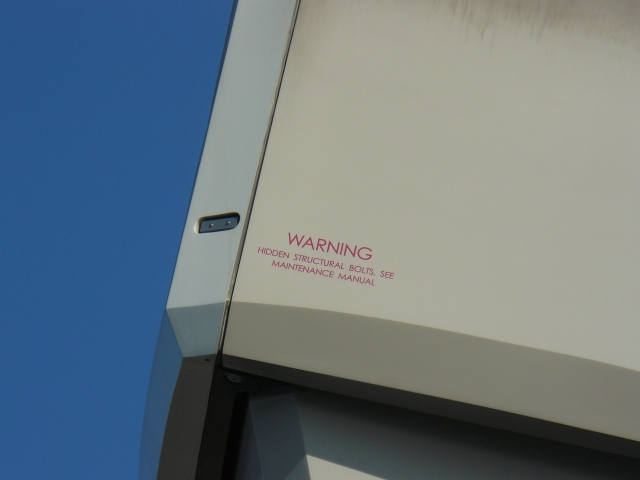 WARNING
HIDDEN STRUCTURAL BOLTS, SEE
MAINTENANCE MANUAL